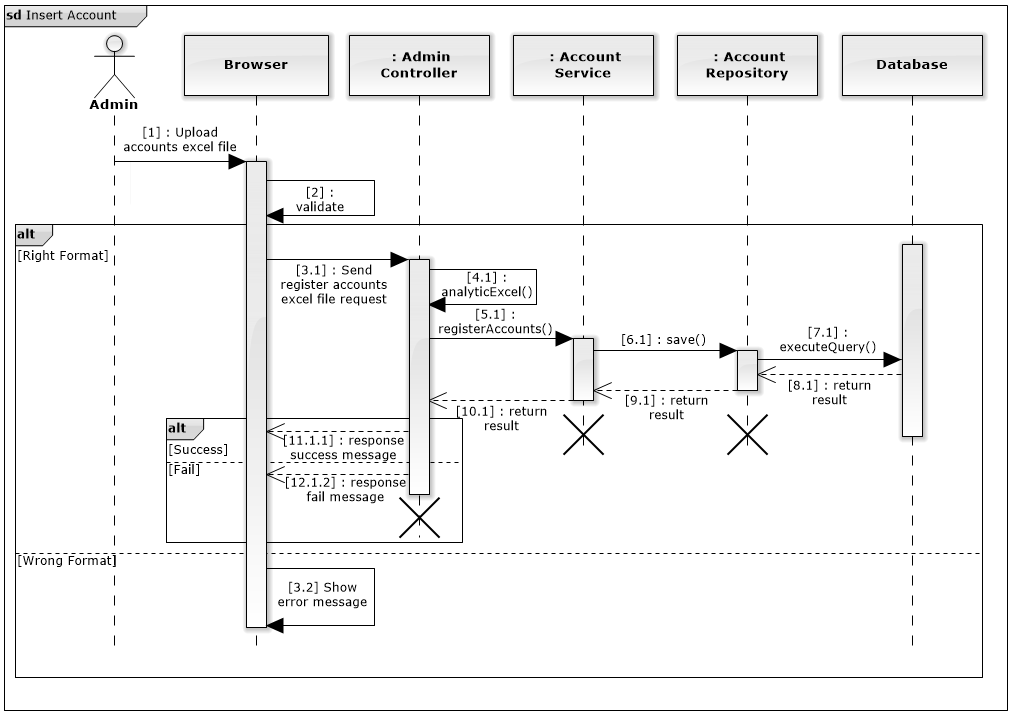 sd Insert Account
Admin
Browser
: Admin
Controller
: Account
Service
: Account
Repository
Database
[1] : Upload
accounts excel file
[2] :
validate
alt
[Right Format]
[3.1] : Send
register accounts
excel file request
[4.1] :
analyticExcel()
[5.1] :
registerAccounts()
[6.1] : save()
[7.1] :
executeQuery()
[8.1] : return
result
[9.1] : return
result
[10.1] : return
result
alt
[Success]
[11.1.1] : response
success message
[Fail]
[12.1.2] : response
fail message
[Wrong Format]
[3.2] Show
error message